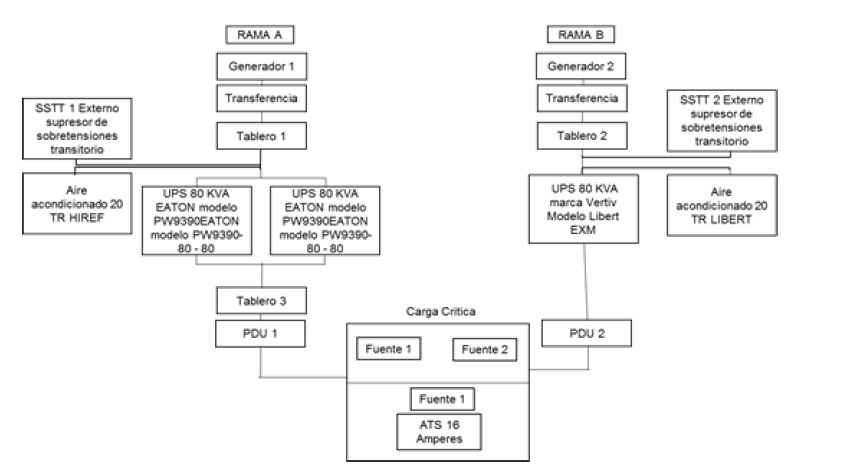 RAMA A
Generador 1
Transferencia
Tablero 1
SSTT 1 Externo
supresor de
sobretensiones
transitorio
Aire
acondicionado 20
TR HIREF
UPS 80 KVA
EATON modelo
PW9390EATON
modelo PW9390-
80 - 80
UPS 80 KVA
EATON modelo
PW9390EATON
modelo PW9390-
80 - 80
Tablero 3
PDU 1
RAMA B
Generador 2
Transferencia
Tablero 2
SSTT 2 Externo
supresor de
sobretensiones
transitorio
UPS 80 KVA
marca Vertiv
Modelo Libert
EXM
Aire
acondicionado 20
TR LIBERT
PDU 2
Carga Critica
Fuente 1
Fuente 2
Fuente 1
ATS 16
Amperes